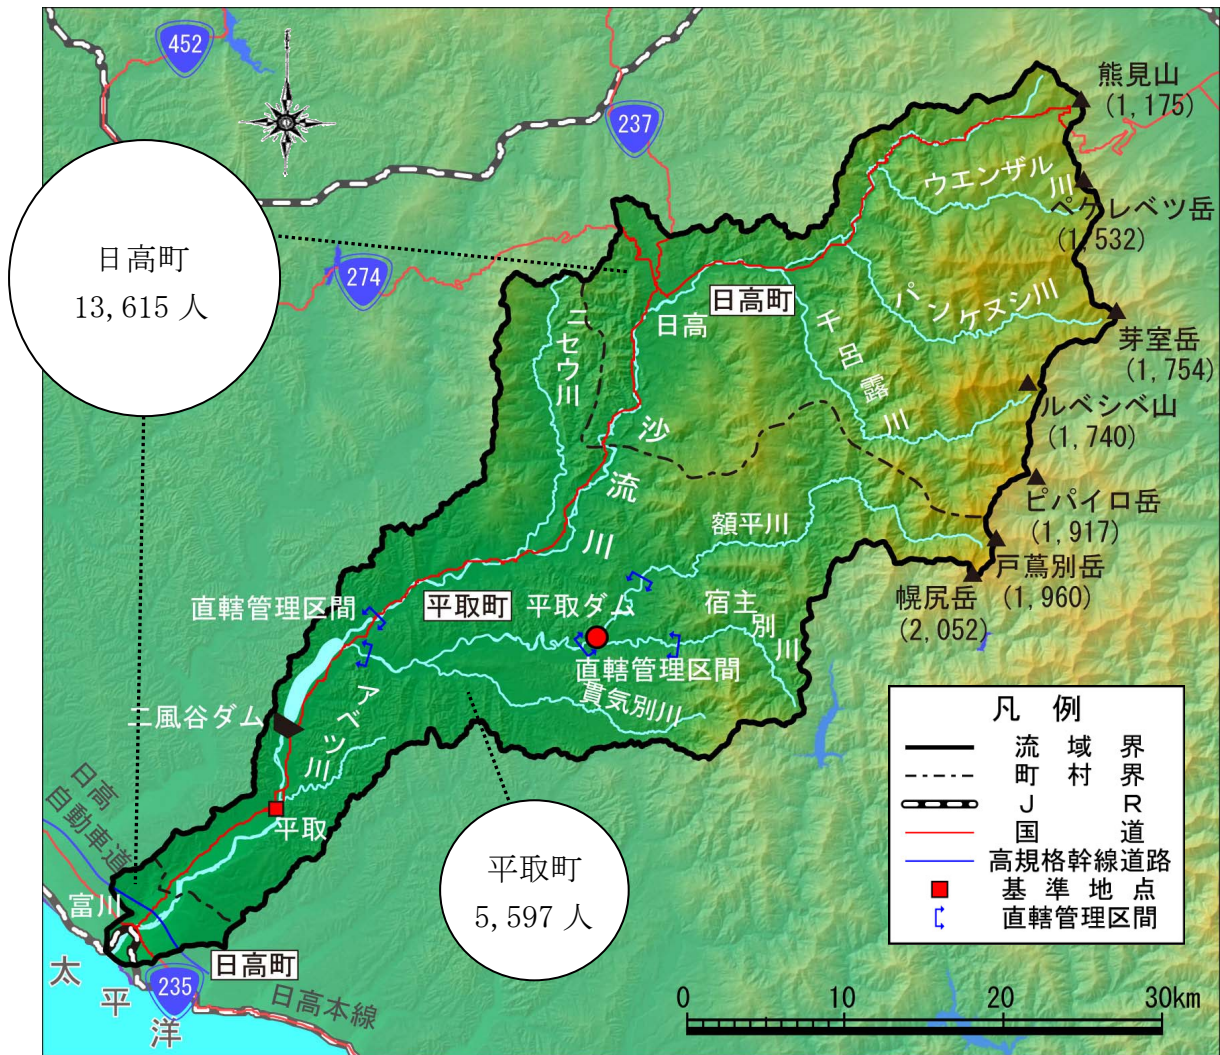 452
237
274
235
熊見山
(1,175)
ウエンザル川
ペケレベツ岳
(1,532)
パンケヌシ川
芽室岳
(1,754)
ルベシベ山
(1,740)
ピパイロ岳
(1,917)
戸蔦別岳
(1,960)
幌尻岳
(2,052)
日高町
13,615 人
日高町
日高
千呂露川
ニセウ川
沙流川
額平川
直轄管理区間
平取町
平取ダム
宿主別川
直轄管理区間
貫気別川
二風谷ダム
アベツ川
平取
平取町
5,597 人
日高自動車道
富川
日高町
日高本線
太平洋
凡 例
流域界
町村界
JR
国道
高規格幹線道路
基準地点
直轄管理区間
0 10 20 30km